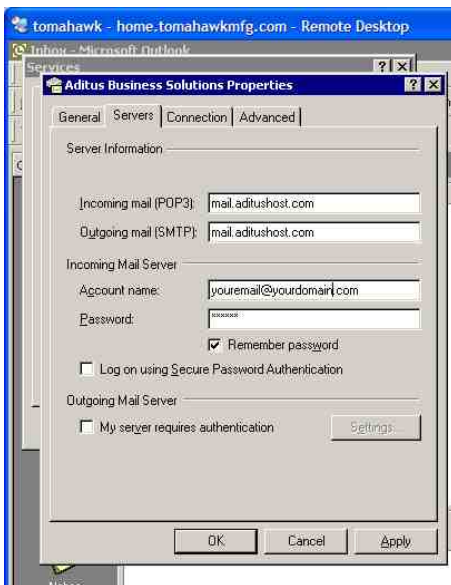 tomahawk - home.tomahawkmfg.com - Remote Desktop
Inbox - Microsoft Outlook
Services
Aditus Business Solutions Properties
General Servers Connection Advanced
Server Information
Incoming mail (POP3): mail.aditushost.com
Outgoing mail (SMTP): mail.aditushost.com
Incoming Mail Server
Account name: youremail@yourdomain.com
Password: ******
Remember password
Log on using Secure Password Authentication
Outgoing Mail Server
My server requires authentication Settings...
OK Cancel Apply